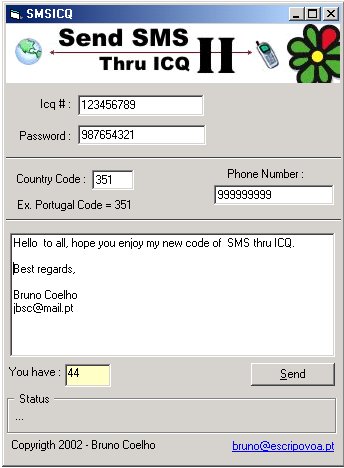 SMSICQ
Send SMS II
Thru ICQ
Icq # : 123456789
Password : 987654321
Country Code : 351
Phone Number :
999999999
Ex. Portugal Code = 351
Hello  to all, hope you enjoy my new code of  SMS thru ICQ.
Best regards,
Bruno Coelho
jbsc@mail.pt
You have : 44
Send
Status
...
Copyrigth 2002 - Bruno Coelho
bruno@escripovoa.pt